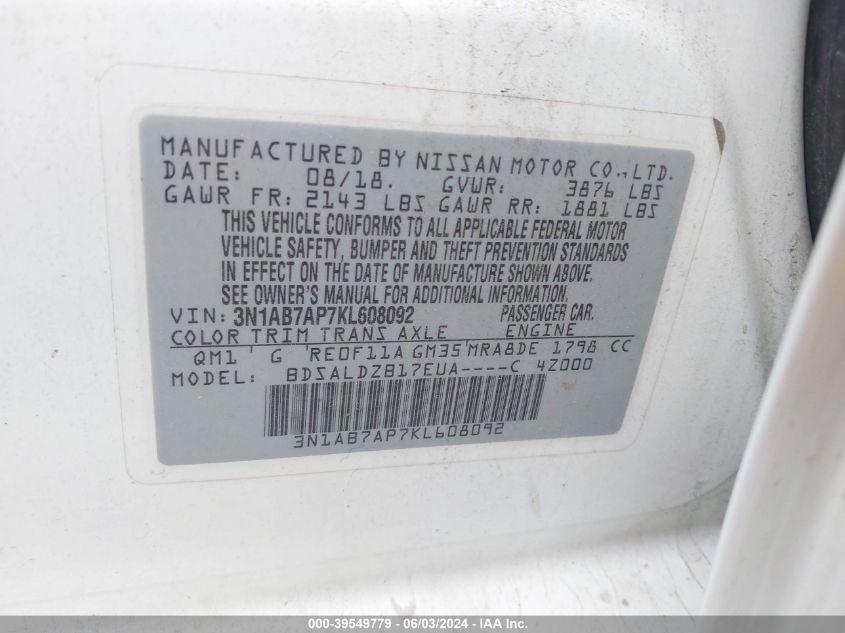 MANUFACTURED BY NISSAN MOTOR CO.,LTD.
DATE: 08/18. GVWR: 3876 LBS
GAWR FR: 2143 LBS GAWR RR: 1881 LBS
THIS VEHICLE CONFORMS TO ALL APPLICABLE FEDERAL MOTOR
VEHICLE SAFETY, BUMPER AND THEFT PREVENTION STANDARDS
IN EFFECT ON THE DATE OF MANUFACTURE SHOWN ABOVE.
SEE OWNER'S MANUAL FOR ADDITIONAL INFORMATION.
VIN: 3N1AB7AP7KL608092 PASSENGER CAR.
COLOR TRIM TRANS AXLE ENGINE
QM1 G RE0F11A GM35 MRA8DE 1798 CC
MODEL: BDSALDZB17EUA----C 4Z000
3N1AB7AP7KL608092
000-39549779 - 06/03/2024 - IAA, Inc.